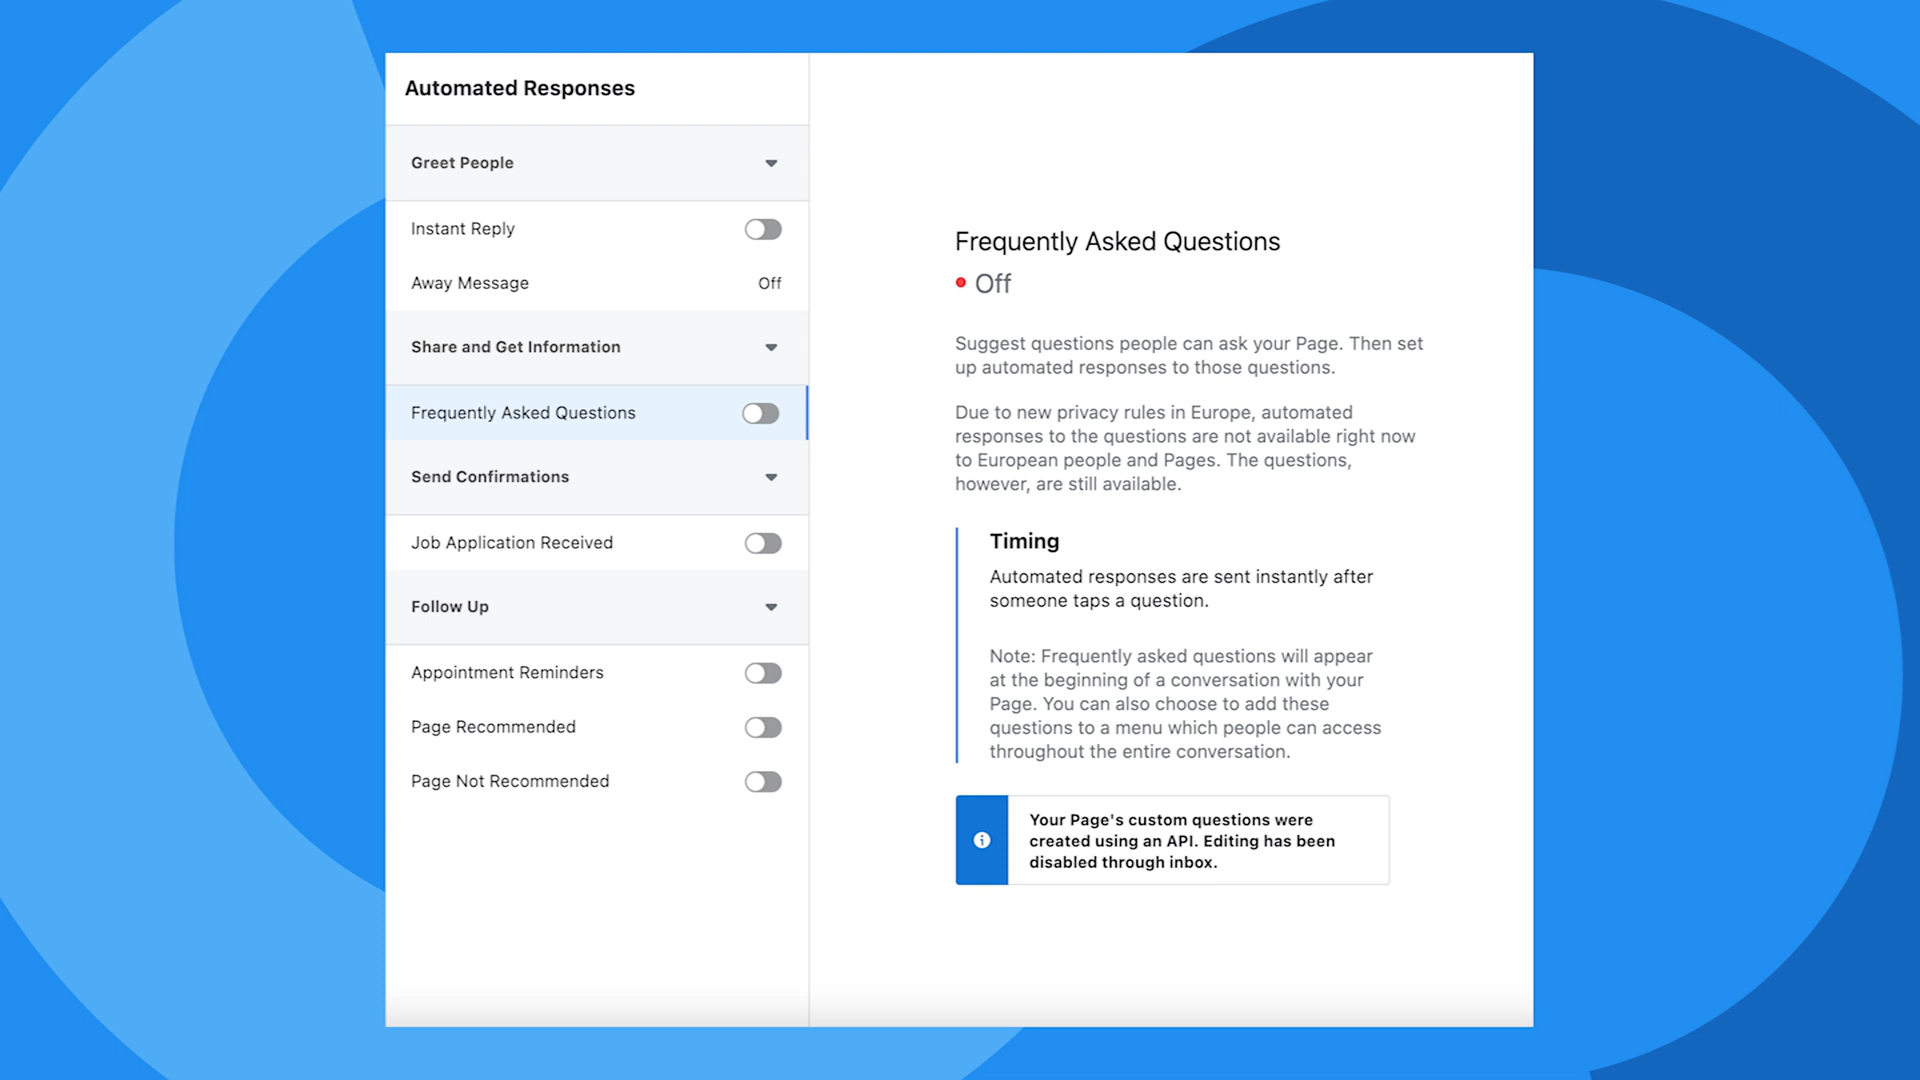 Automated Responses
Greet People
Instant Reply
Away Message Off
Share and Get Information
Frequently Asked Questions
Send Confirmations
Job Application Received
Follow Up
Appointment Reminders
Page Recommended
Page Not Recommended
Frequently Asked Questions
Off
Suggest questions people can ask your Page. Then set
up automated responses to those questions.
Due to new privacy rules in Europe, automated
responses to the questions are not available right now
to European people and Pages. The questions,
however, are still available.
Timing
Automated responses are sent instantly after
someone taps a question.
Note: Frequently asked questions will appear
at the beginning of a conversation with your
Page. You can also choose to add these
questions to a menu which people can access
throughout the entire conversation.
Your Page's custom questions were
created using an API. Editing has been
disabled through inbox.